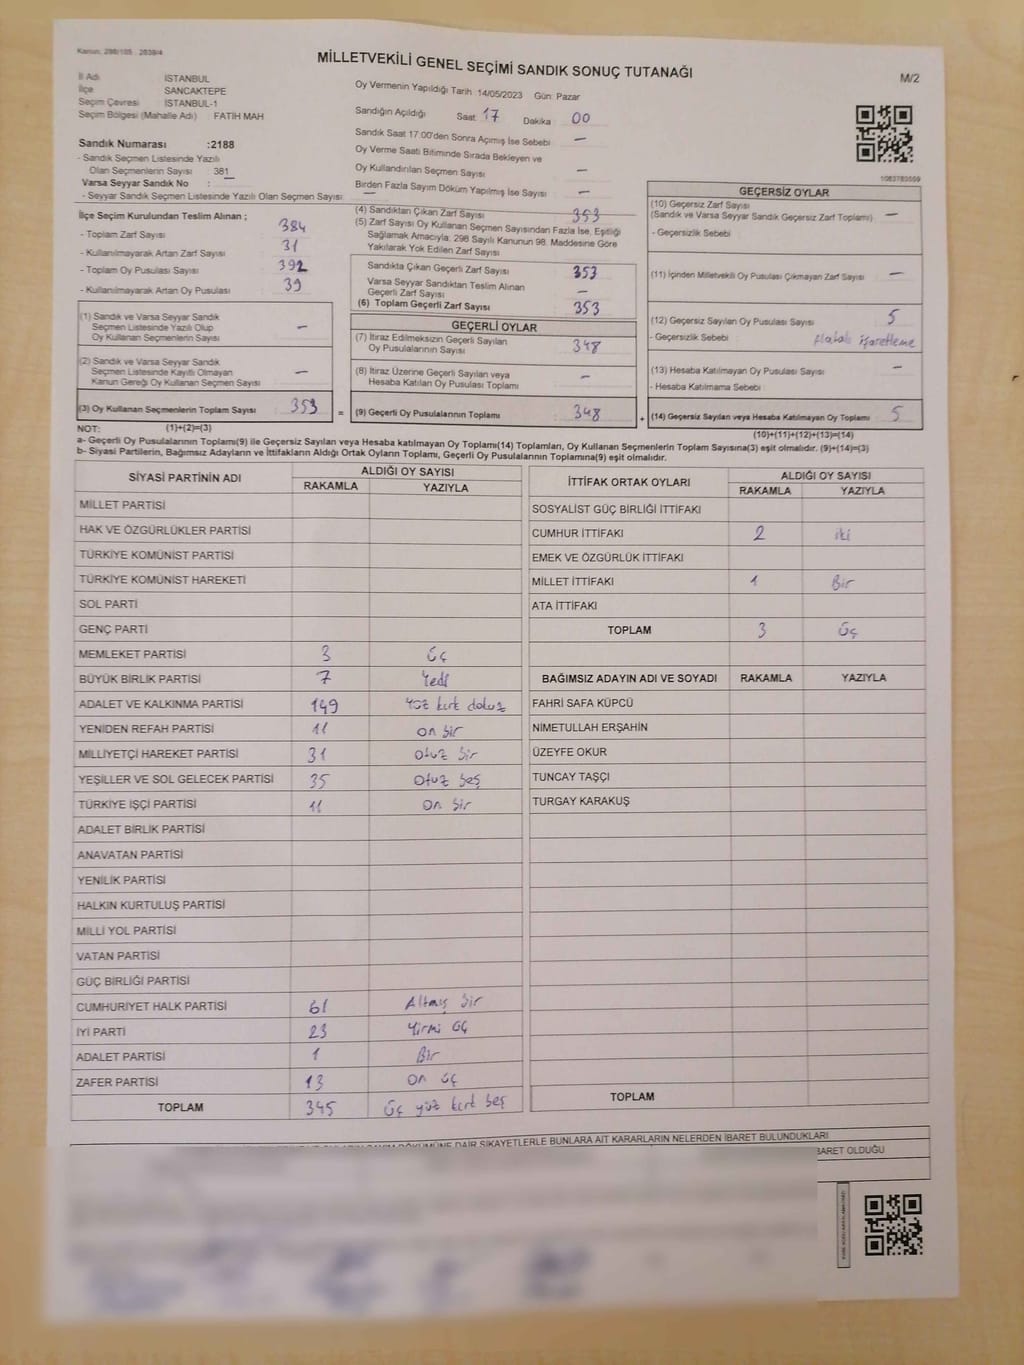 Kanun: 298/105 . 2839/4
MİLLETVEKİLİ GENEL SEÇİMİ SANDIK SONUÇ TUTANAĞI
M/2
İl Adı İSTANBUL
İlçe SANCAKTEPE
Seçim Çevresi İSTANBUL-1
Seçim Bölgesi (Mahalle Adı) FATİH MAH
Sandık Numarası :2188
- Sandık Seçmen Listesinde Yazılı
Olan Seçmenlerin Sayısı 381
Varsa Seyyar Sandık No :
- Seyyar Sandık Seçmen Listesinde Yazılı Olan Seçmen Sayısı: —
Oy Vermenin Yapıldığı Tarih :14/05/2023 Gün: Pazar
Sandığın Açıldığı Saat: 17 Dakika 00
Sandık Saat 17:00'den Sonra Açımış İse Sebebi —
Oy Verme Saati Bitiminde Sırada Bekleyen ve
Oy Kullandırılan Seçmen Sayısı —
Birden Fazla Sayım Döküm Yapılmış İse Sayısı —
1083783599
İlçe Seçim Kurulundan Teslim Alınan ;
- Toplam Zarf Sayısı 384
- Kullanılmayarak Artan Zarf Sayısı 31
- Toplam Oy Pusulası Sayısı 392
- Kullanılmayarak Artan Oy Pusulası 39
(4) Sandıktan Çıkan Zarf Sayısı 353
(5) Zarf Sayısı Oy Kullanan Seçmen Sayısından Fazla İse, Eşitliği
Sağlamak Amacıyla; 298 Sayılı Kanunun 98. Maddesine Göre
Yakılarak Yok Edilen Zarf Sayısı
Sandıkta Çıkan Geçerli Zarf Sayısı 353
Varsa Seyyar Sandıktan Teslim Alınan
Geçerli Zarf Sayısı —
(6) Toplam Geçerli Zarf Sayısı 353
GEÇERSİZ OYLAR
(10) Geçersiz Zarf Sayısı
(Sandık ve Varsa Seyyar Sandık Geçersiz Zarf Toplamı) —
- Geçersizlik Sebebi
(11) İçinden Milletvekili Oy Pusulası Çıkmayan Zarf Sayısı —
(12) Geçersiz Sayılan Oy Pusulası Sayısı 5
- Geçersizlik Sebebi Hatalı işaretleme
(13) Hesaba Katılmayan Oy Pusulası Sayısı —
- Hesaba Katılmama Sebebi
(14) Geçersiz Sayılan veya Hesaba Katılmayan Oy Toplamı 5
(10)+(11)+(12)+(13)=(14)
(1) Sandık ve Varsa Seyyar Sandık
Seçmen Listesinde Yazılı Olup
Oy Kullanan Seçmenlerin Sayısı —
(2) Sandık ve Varsa Seyyar Sandık
Seçmen Listesinde Kayıtlı Olmayan
Kanun Gereği Oy Kullanan Seçmen Sayısı —
(3) Oy Kullanan Seçmenlerin Toplam Sayısı 353 =
GEÇERLİ OYLAR
(7) İtiraz Edilmeksizin Geçerli Sayılan
Oy Pusulalarının Sayısı 348
(8) İtiraz Üzerine Geçerli Sayılan veya
Hesaba Katılan Oy Pusulası Toplamı —
(9) Geçerli Oy Pusulalarının Toplamı 348 +
NOT: (1)+(2)=(3)
a- Geçerli Oy Pusulalarının Toplamı(9) ile Geçersiz Sayılan veya Hesaba katılmayan Oy Toplamı(14) Toplamları, Oy Kullanan Seçmenlerin Toplam Sayısına(3) eşit olmalıdır. (9)+(14)=(3)
b- Siyasi Partilerin, Bağımsız Adayların ve İttifakların Aldığı Ortak Oyların Toplamı, Geçerli Oy Pusulalarının Toplamına(9) eşit olmalıdır.
SİYASİ PARTİNİN ADI ALDIĞI OY SAYISI
RAKAMLA YAZIYLA
MİLLET PARTİSİ
HAK VE ÖZGÜRLÜKLER PARTİSİ
TÜRKİYE KOMÜNİST PARTİSİ
TÜRKİYE KOMÜNİST HAREKETİ
SOL PARTİ
GENÇ PARTİ
MEMLEKET PARTİSİ 3 Üç
BÜYÜK BİRLİK PARTİSİ 7 Yedi
ADALET VE KALKINMA PARTİSİ 149 Yüz kırk dokuz
YENİDEN REFAH PARTİSİ 11 on bir
MİLLİYETÇİ HAREKET PARTİSİ 31 otuz bir
YEŞİLLER VE SOL GELECEK PARTİSİ 35 otuz beş
TÜRKİYE İŞÇİ PARTİSİ 11 On bir
ADALET BİRLİK PARTİSİ
ANAVATAN PARTİSİ
YENİLİK PARTİSİ
HALKIN KURTULUŞ PARTİSİ
MİLLİ YOL PARTİSİ
VATAN PARTİSİ
GÜÇ BİRLİĞİ PARTİSİ
CUMHURİYET HALK PARTİSİ 61 Altmış bir
İYİ PARTİ 23 Yirmi üç
ADALET PARTİSİ 1 Bir
ZAFER PARTİSİ 13 on üç
TOPLAM 345 üç yüz kırk beş
İTTİFAK ORTAK OYLARI ALDIĞI OY SAYISI
RAKAMLA YAZIYLA
SOSYALİST GÜÇ BİRLİĞİ İTTİFAKI
CUMHUR İTTİFAKI 2 iki
EMEK VE ÖZGÜRLÜK İTTİFAKI
MİLLET İTTİFAKI 1 Bir
ATA İTTİFAKI
TOPLAM 3 Üç
BAĞIMSIZ ADAYIN ADI VE SOYADI RAKAMLA YAZIYLA
FAHRİ SAFA KÜPCÜ
NİMETULLAH ERŞAHİN
ÜZEYFE OKUR
TUNCAY TAŞÇI
TURGAY KARAKUŞ
TOPLAM
SAYIM DÖKÜMÜNE DAİR ŞİKAYETLERLE BUNLARA AİT KARARLARIN NELERDEN İBARET BULUNDUKLARI
İBARET OLDUĞU